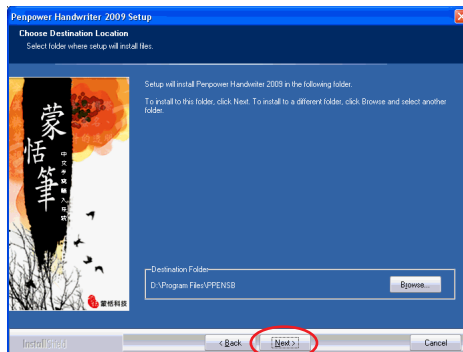 Penpower Handwriter 2009 Setup
Choose Destination Location
Select folder where setup will install files.
Setup will install Penpower Handwriter 2009 in the following folder.
To install to this folder, click Next. To install to a different folder, click Browse and select another
folder.
蒙
恬
筆
中文手寫輸入系統
蒙恬科技
Destination Folder
D:\Program Files\PPENSB
Browse...
InstallShield
< Back
Next >
Cancel